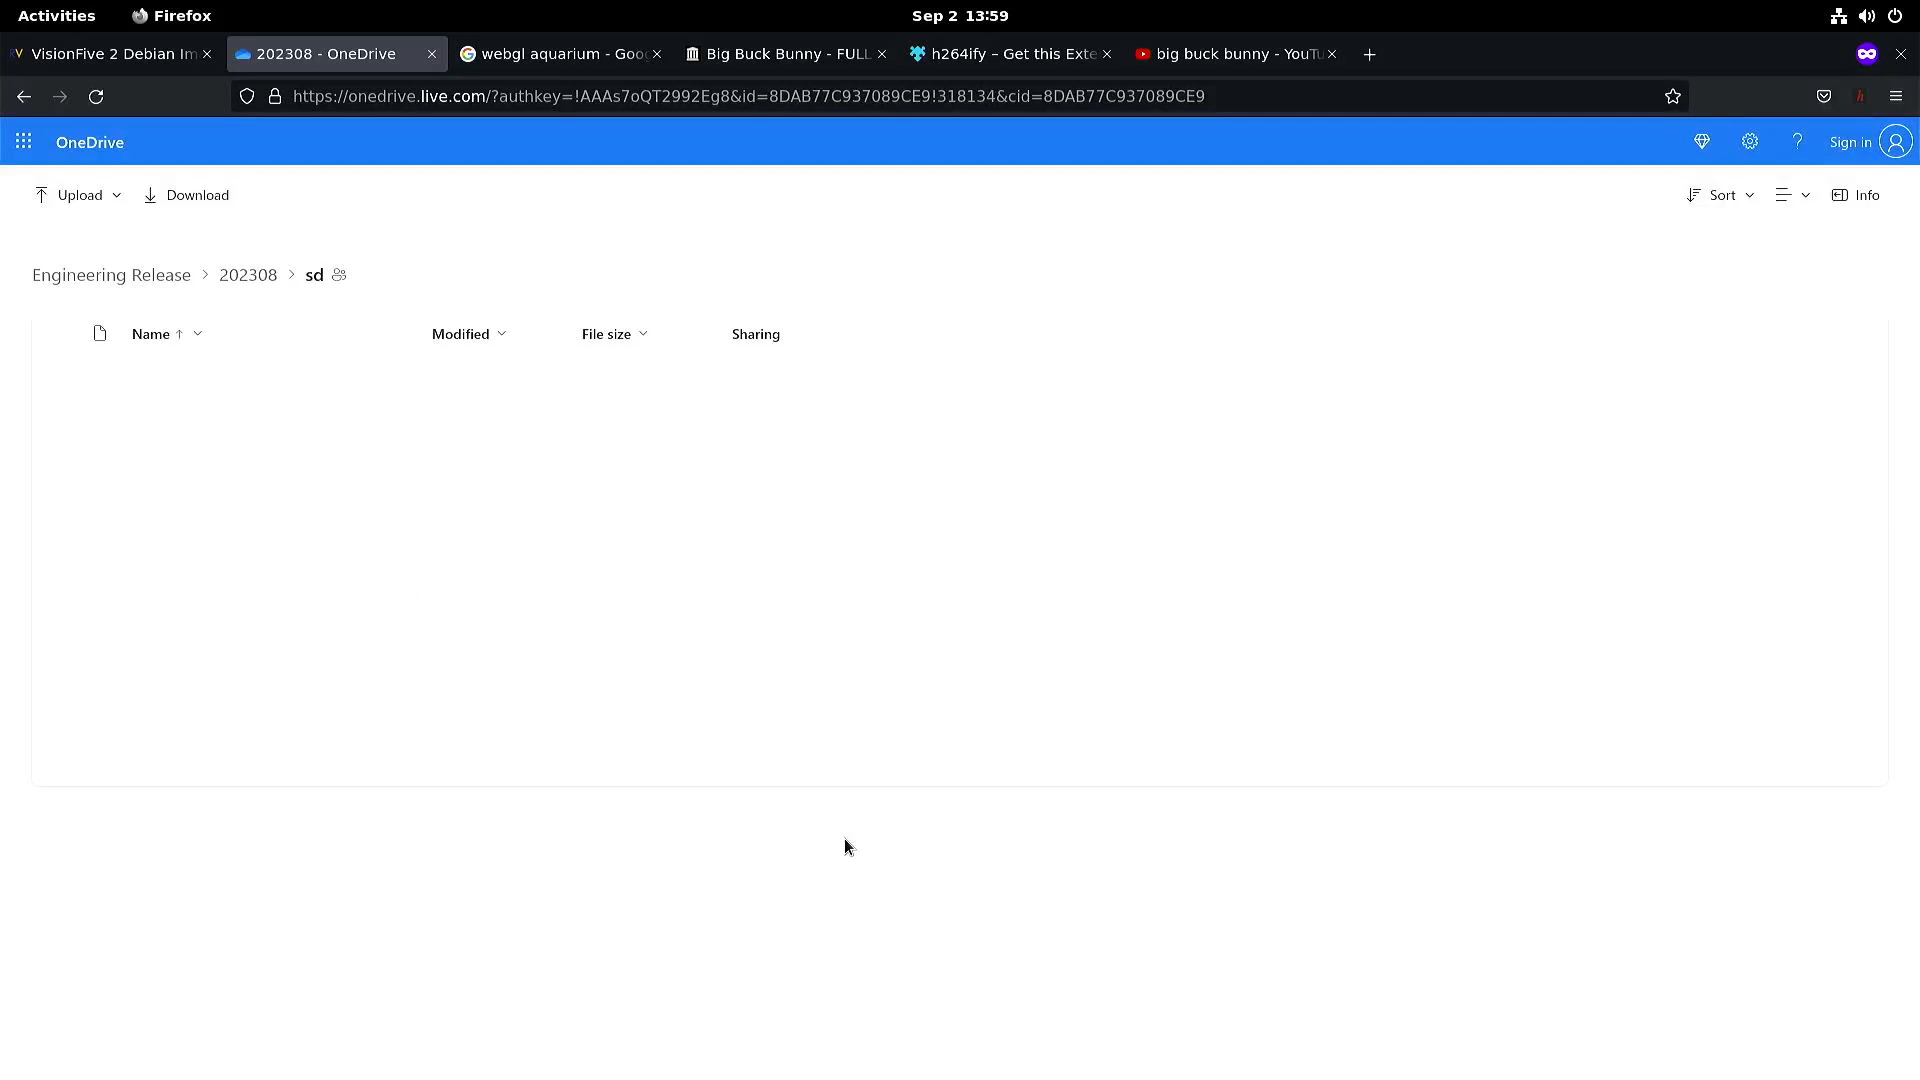 Activities Firefox Sep 2 13:59
VisionFive 2 Debian Im 202308 - OneDrive webgl aquarium - Goog Big Buck Bunny - FULL h264ify – Get this Exte big buck bunny - YouTu
https://onedrive.live.com/?authkey=!AAAs7oQT2992Eg8&id=8DAB77C937089CE9!318134&cid=8DAB77C937089CE9
OneDrive Sign in
Upload Download Sort Info
Engineering Release > 202308 > sd
Name ↑ Modified File size Sharing